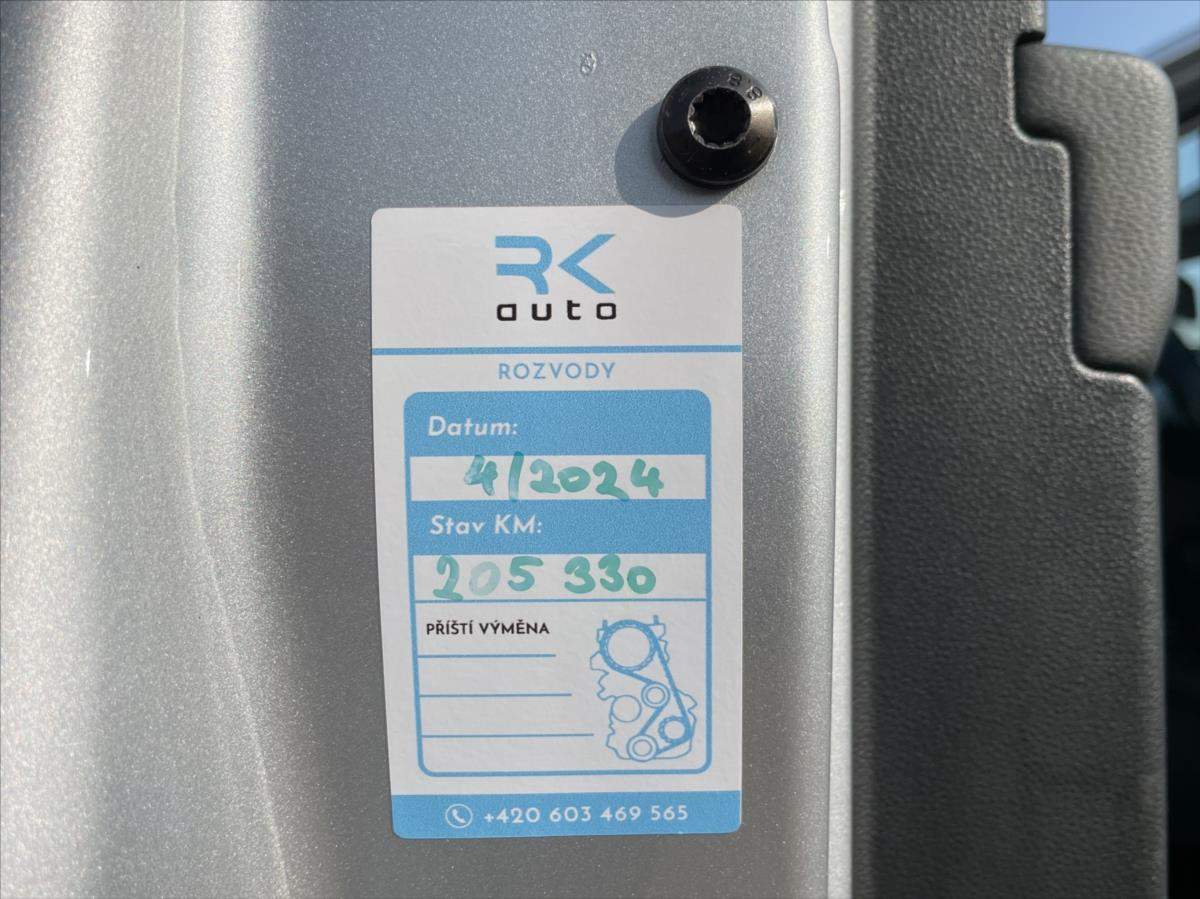 RK
auto
ROZVODY
Datum:
4/2024
Stav KM:
205 330
PŘÍŠTÍ VÝMĚNA
+420 603 469 565